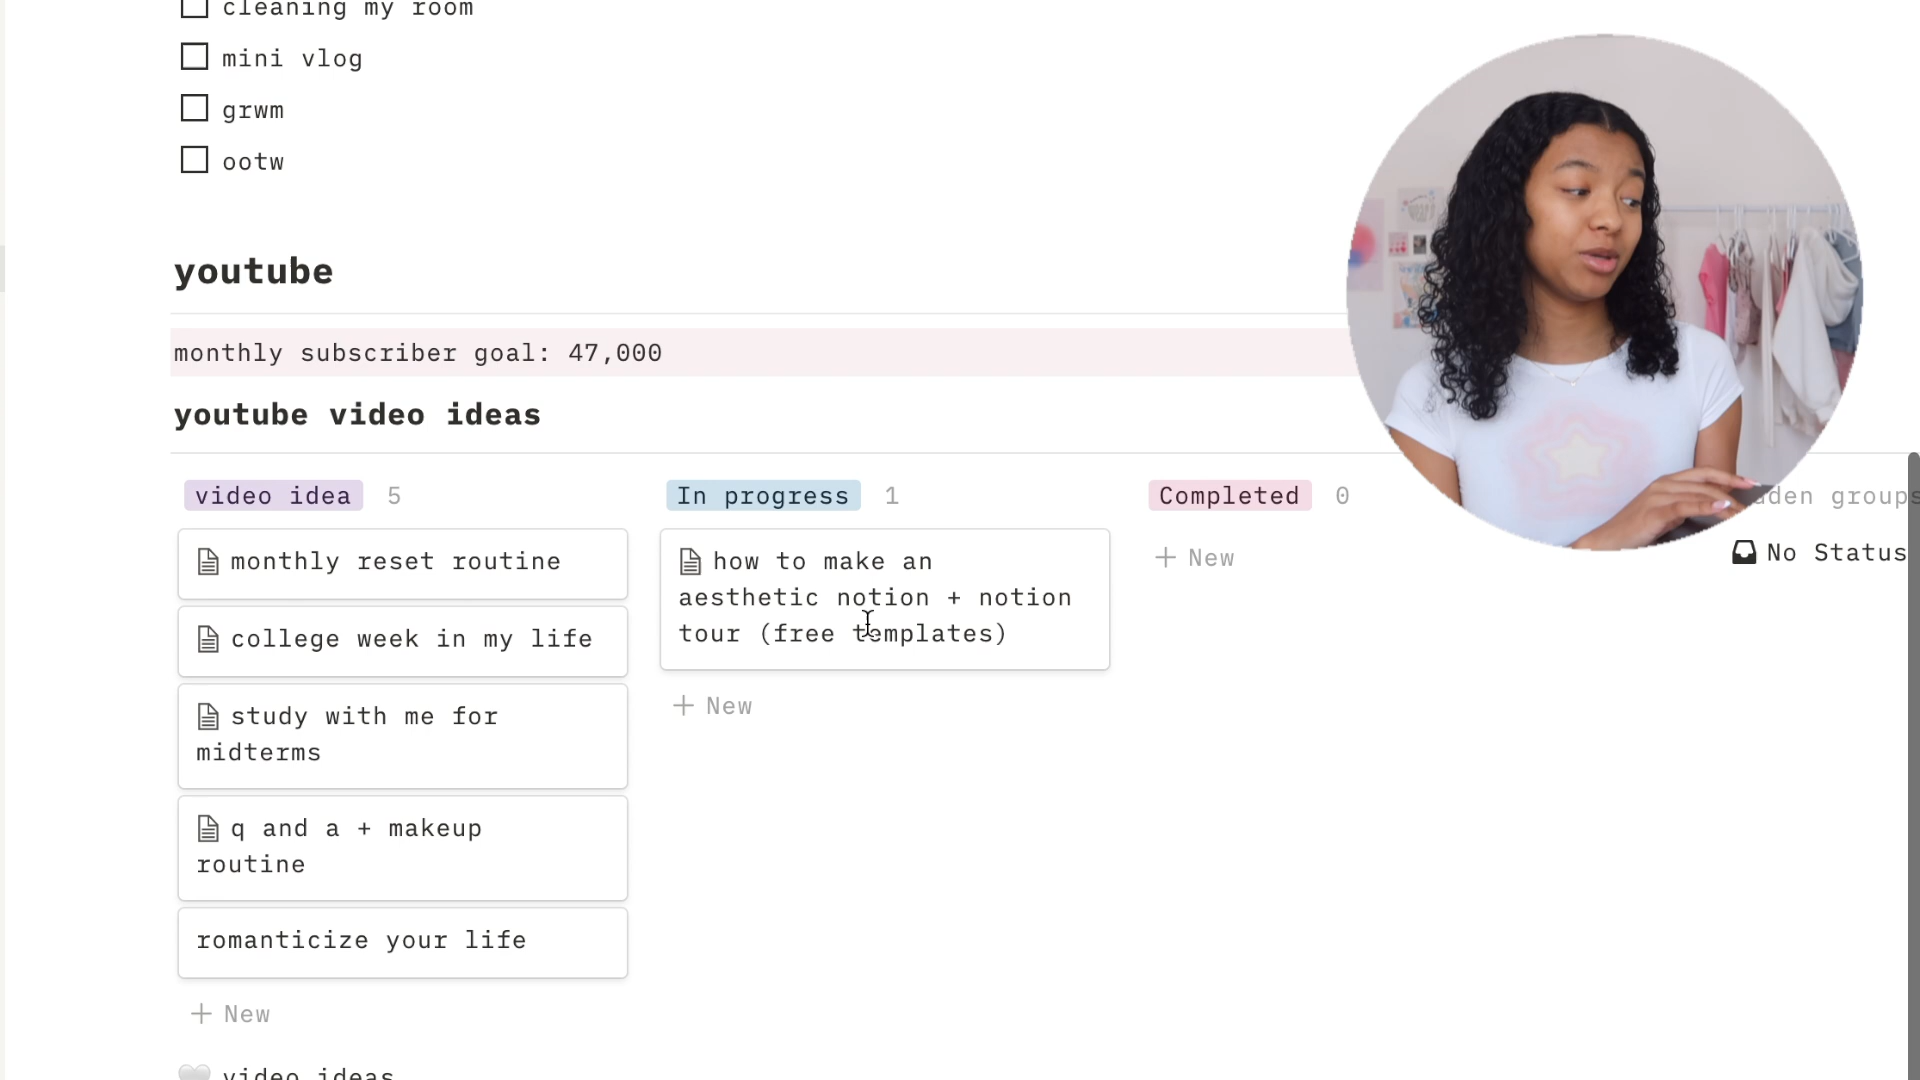 cleaning my room
mini vlog
grwm
ootw
youtube
monthly subscriber goal: 47,000
youtube video ideas
video idea 5
In progress 1
Completed 0
groups
monthly reset routine
how to make an
aesthetic notion + notion
tour (free templates)
+ New
No Status
college week in my life
study with me for
midterms
+ New
q and a + makeup
routine
romanticize your life
+ New
video ideas